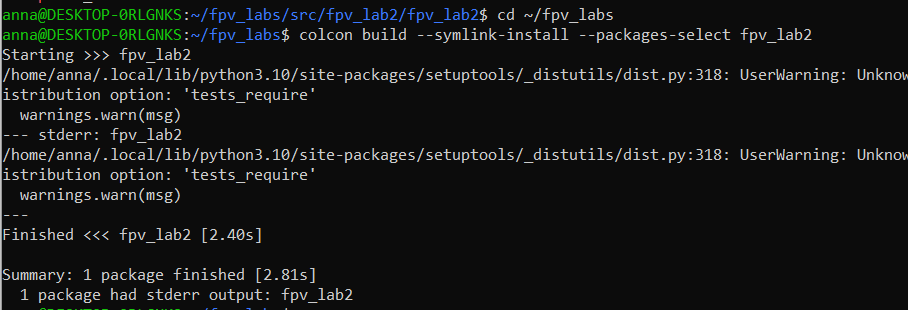 anna@DESKTOP-0RLGNKS:~/fpv_labs/src/fpv_lab2/fpv_lab2$ cd ~/fpv_labs
anna@DESKTOP-0RLGNKS:~/fpv_labs$ colcon build --symlink-install --packages-select fpv_lab2
Starting >>> fpv_lab2
/home/anna/.local/lib/python3.10/site-packages/setuptools/_distutils/dist.py:318: UserWarning: Unknow
istribution option: 'tests_require'
  warnings.warn(msg)
--- stderr: fpv_lab2
/home/anna/.local/lib/python3.10/site-packages/setuptools/_distutils/dist.py:318: UserWarning: Unknow
istribution option: 'tests_require'
  warnings.warn(msg)
---
Finished <<< fpv_lab2 [2.40s]

Summary: 1 package finished [2.81s]
  1 package had stderr output: fpv_lab2